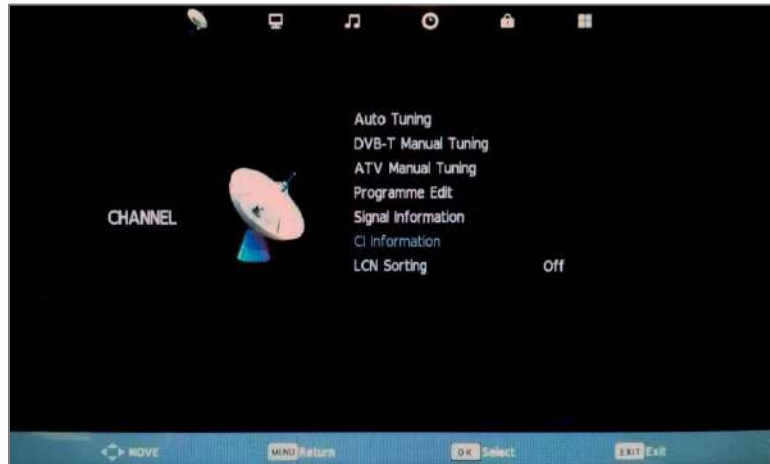 Auto Tuning
DVB-T Manual Tuning
ATV Manual Tuning
Programme Edit
CHANNEL
Signal Information
CI Information
LCN Sorting Off
MOVE MENU Return OK Select EXIT Exit